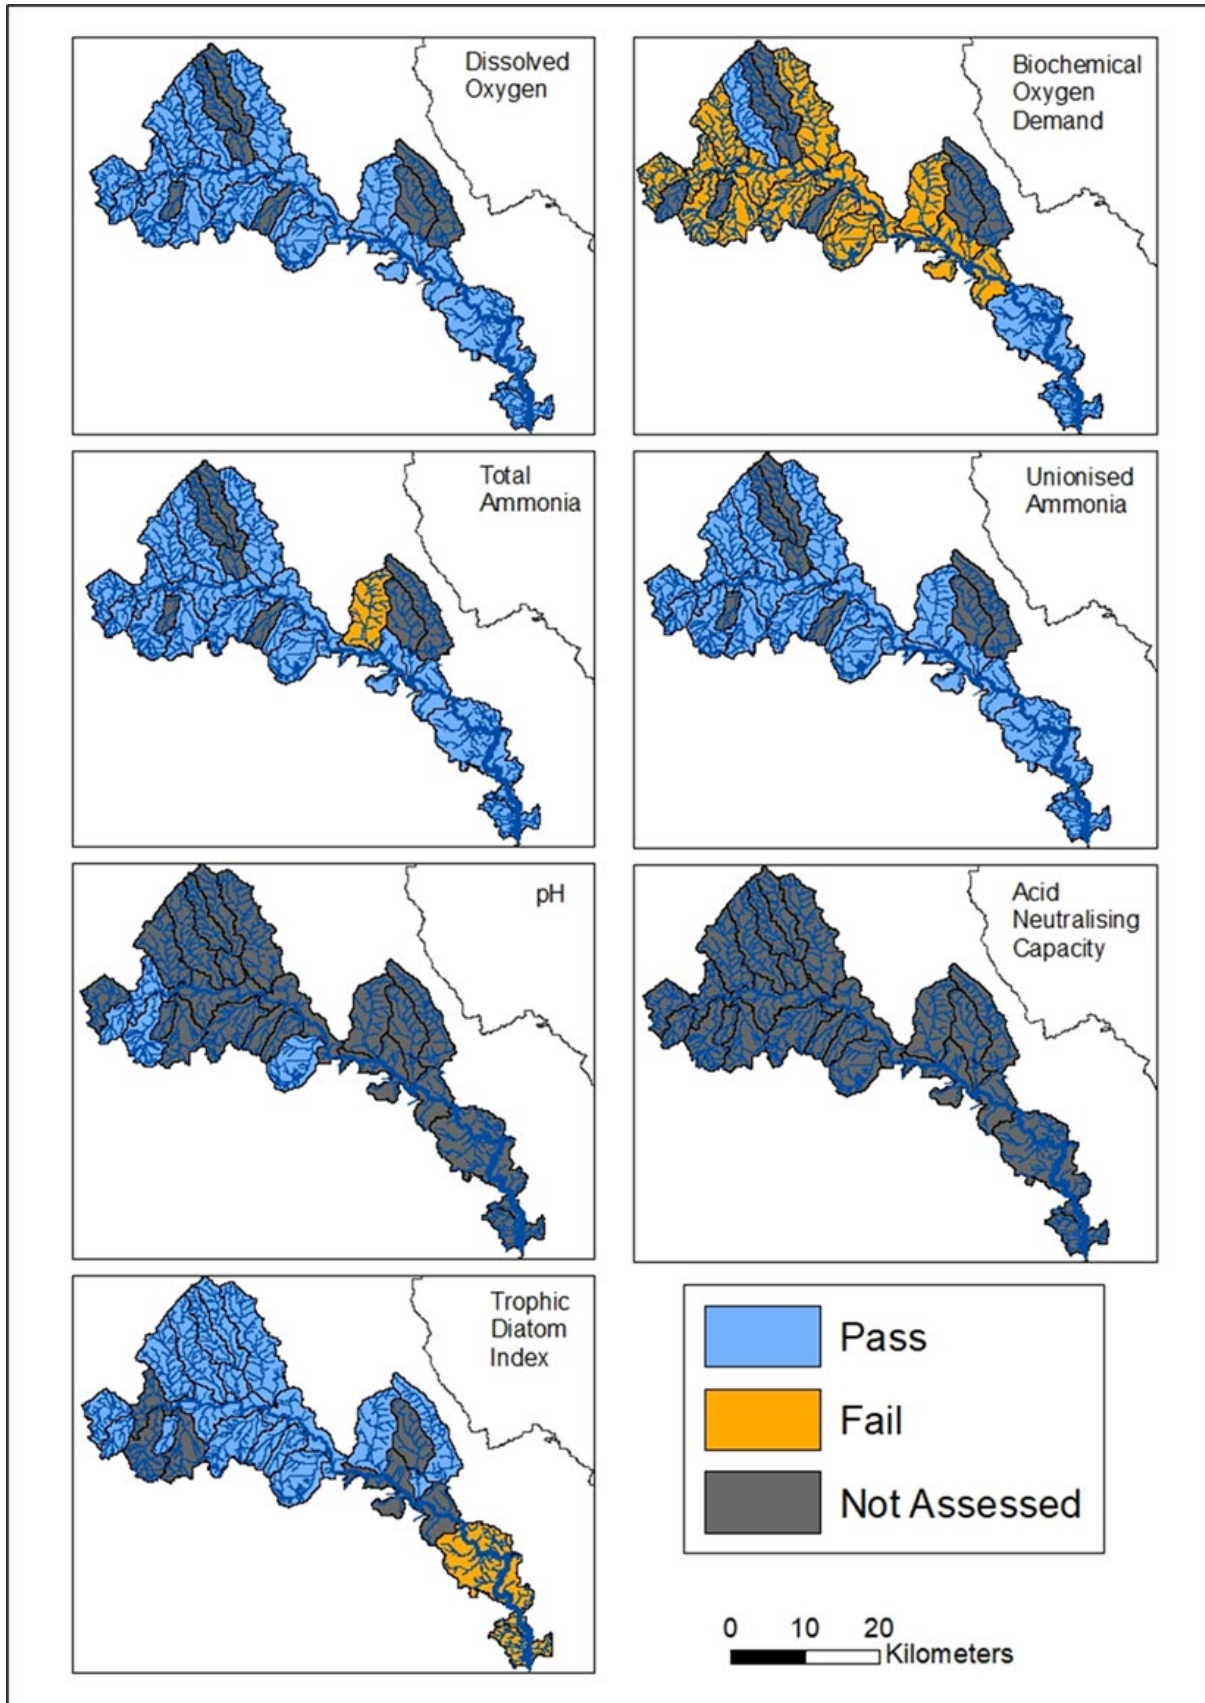 Dissolved
Oxygen
Biochemical
Oxygen
Demand
Total
Ammonia
Unionised
Ammonia
pH
Acid
Neutralising
Capacity
Trophic
Diatom
Index
Pass
Fail
Not Assessed
0 10 20
Kilometers